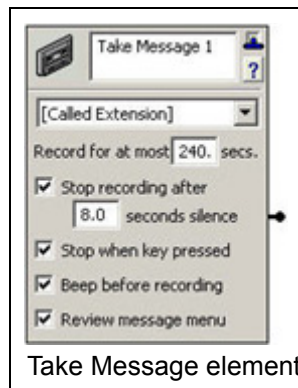 Take Message 1
?
[Called Extension]
Record for at most 240. secs.
Stop recording after
8.0 seconds silence
Stop when key pressed
Beep before recording
Review message menu
Take Message element